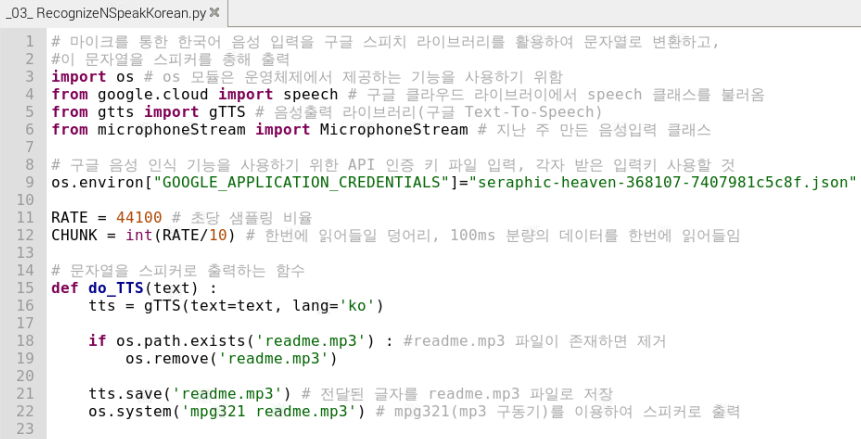 _03_ RecognizeNSpeakKorean.py
1 # 마이크를 통한 한국어 음성 입력을 구글 스피치 라이브러리를 활용하여 문자열로 변환하고,
2 #이 문자열을 스피커를 총해 출력
3 import os # os 모듈은 운영체제에서 제공하는 기능을 사용하기 위함
4 from google.cloud import speech # 구글 클라우드 라이브러이에서 speech 클래스를 불러옴
5 from gtts import gTTS # 음성출력 라이브러리(구글 Text-To-Speech)
6 from microphoneStream import MicrophoneStream # 지난 주 만든 음성입력 클래스
7
8 # 구글 음성 인식 기능을 사용하기 위한 API 인증 키 파일 입력, 각자 받은 입력키 사용할 것
9 os.environ["GOOGLE_APPLICATION_CREDENTIALS"]="seraphic-heaven-368107-7407981c5c8f.json"
10
11 RATE = 44100 # 초당 샘플링 비율
12 CHUNK = int(RATE/10) # 한번에 읽어들일 덩어리, 100ms 분량의 데이터를 한번에 읽어들임
13
14 # 문자열을 스피커로 출력하는 함수
15 def do_TTS(text) :
16     tts = gTTS(text=text, lang='ko')
17
18     if os.path.exists('readme.mp3') : #readme.mp3 파일이 존재하면 제거
19         os.remove('readme.mp3')
20
21     tts.save('readme.mp3') # 전달된 글자를 readme.mp3 파일로 저장
22     os.system('mpg321 readme.mp3') # mpg321(mp3 구동기)를 이용하여 스피커로 출력
23